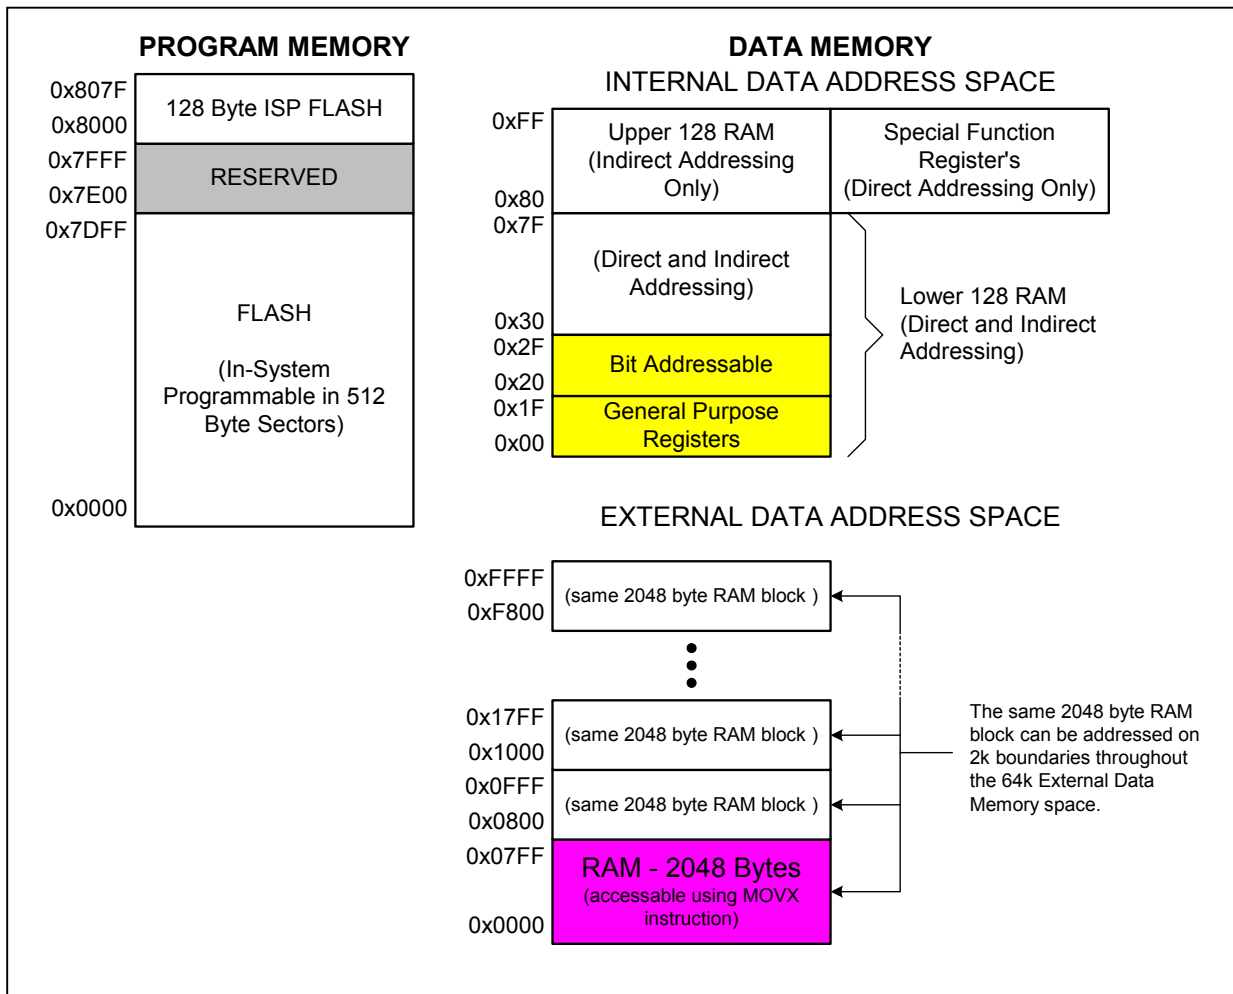 PROGRAM MEMORY
0x807F
0x8000
128 Byte ISP FLASH
0x7FFF
0x7E00
RESERVED
0x7DFF
FLASH
(In-System
Programmable in 512
Byte Sectors)
0x0000
DATA MEMORY
INTERNAL DATA ADDRESS SPACE
0xFF
0x80
Upper 128 RAM
(Indirect Addressing
Only)
Special Function
Register's
(Direct Addressing Only)
0x7F
(Direct and Indirect
Addressing)
0x30
0x2F
Bit Addressable
0x20
0x1F
General Purpose
Registers
0x00
Lower 128 RAM
(Direct and Indirect
Addressing)
EXTERNAL DATA ADDRESS SPACE
0xFFFF
(same 2048 byte RAM block )
0xF800
0x17FF
(same 2048 byte RAM block )
0x1000
0x0FFF
(same 2048 byte RAM block )
0x0800
0x07FF
RAM - 2048 Bytes
(accessable using MOVX
instruction)
0x0000
The same 2048 byte RAM
block can be addressed on
2k boundaries throughout
the 64k External Data
Memory space.